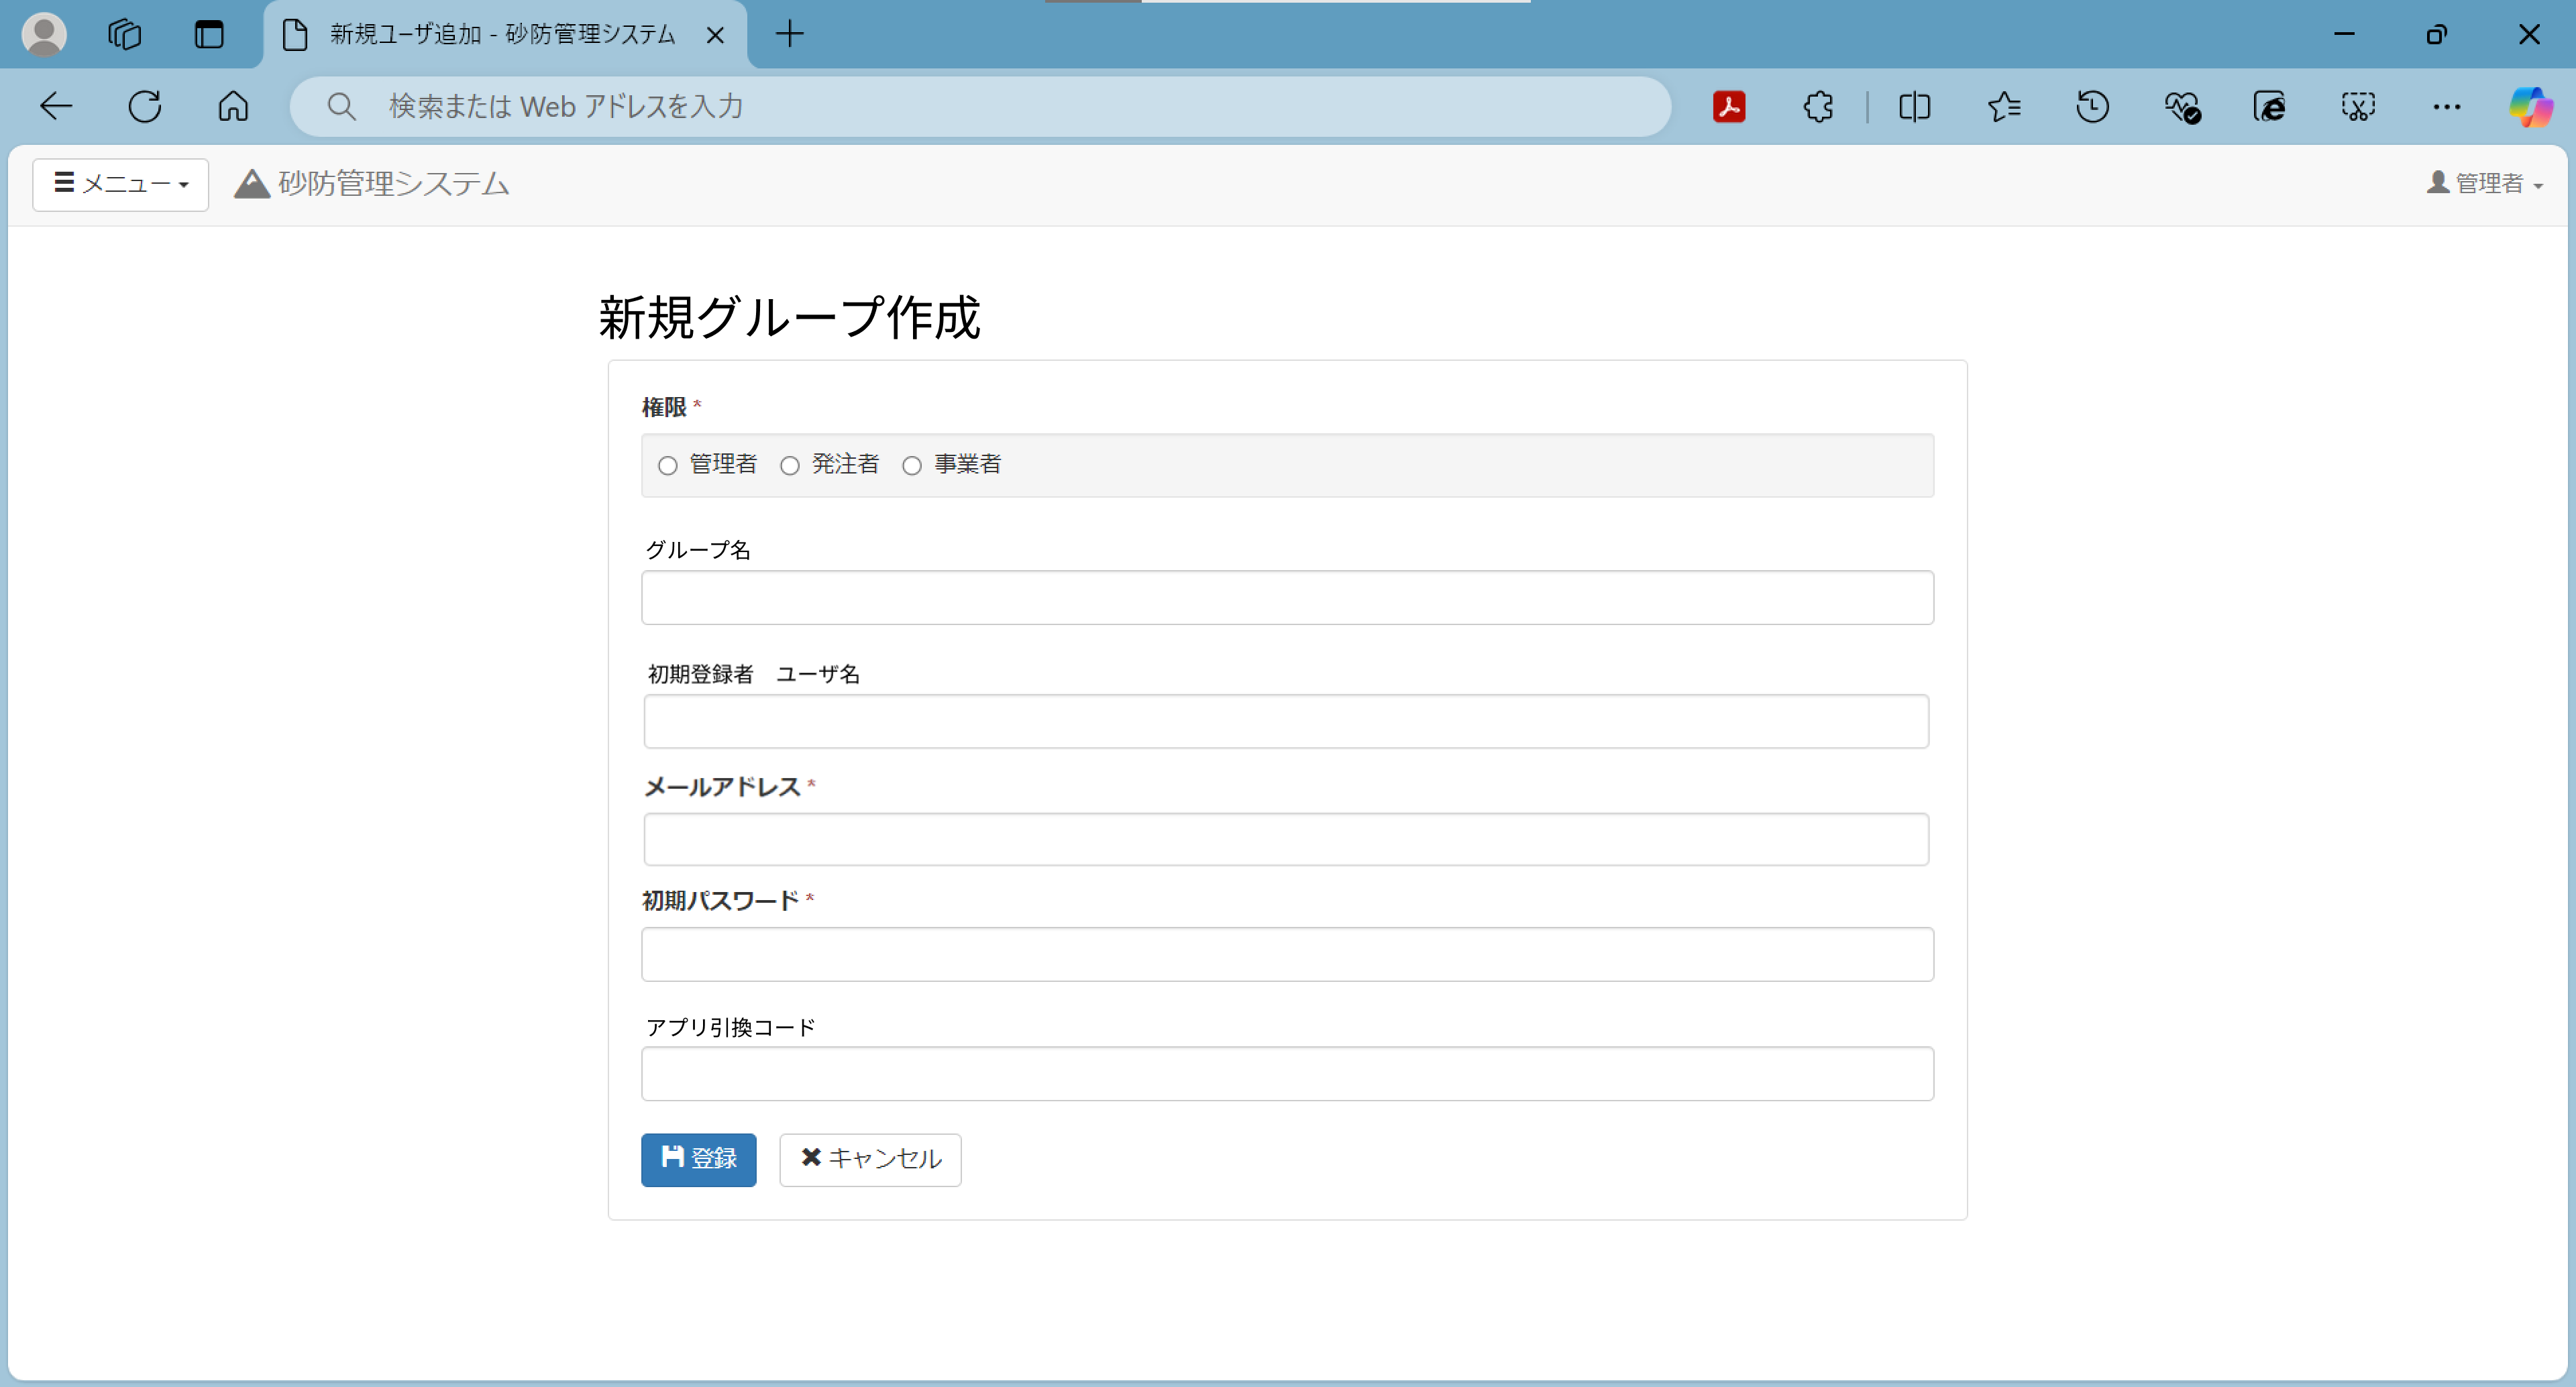 新規ユーザ追加 - 砂防管理システム
検索または Web アドレスを入力
メニュー
砂防管理システム
管理者
新規グループ作成
権限 *
管理者 発注者 事業者
グループ名
初期登録者　ユーザ名
メールアドレス *
初期パスワード *
アプリ引換コード
登録 キャンセル